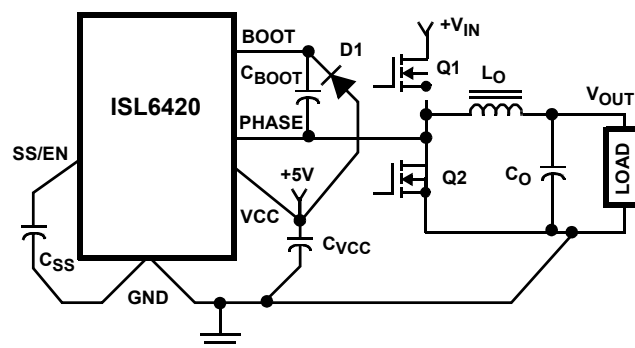 +VIN
BOOT
D1
Q1
CBOOT
LO
ISL6420
VOUT
PHASE
SS/EN
+5V
Q2
CO
LOAD
VCC
CVCC
CSS
GND